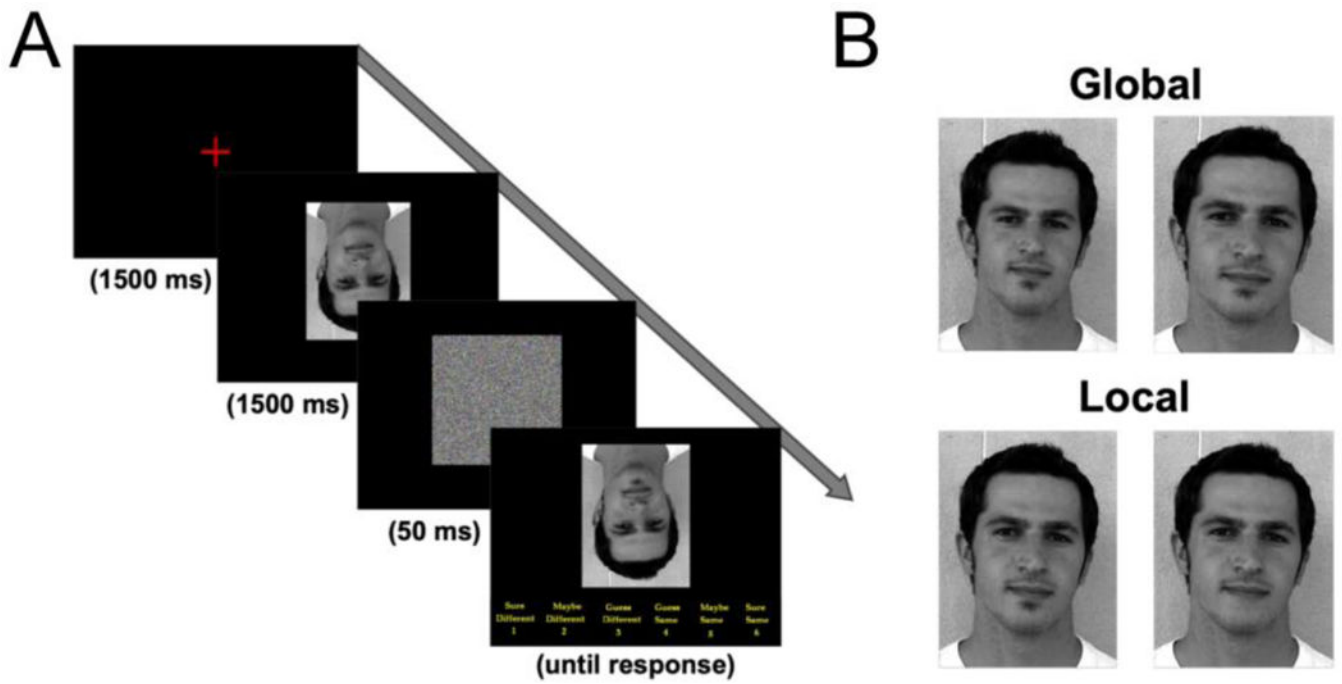 A
(1500 ms)
(1500 ms)
(50 ms)
Sure Maybe Guess Guess Maybe Sure
Different Different Different Same Same Same
1 2 3 4 5 6
(until response)
B
Global
Local